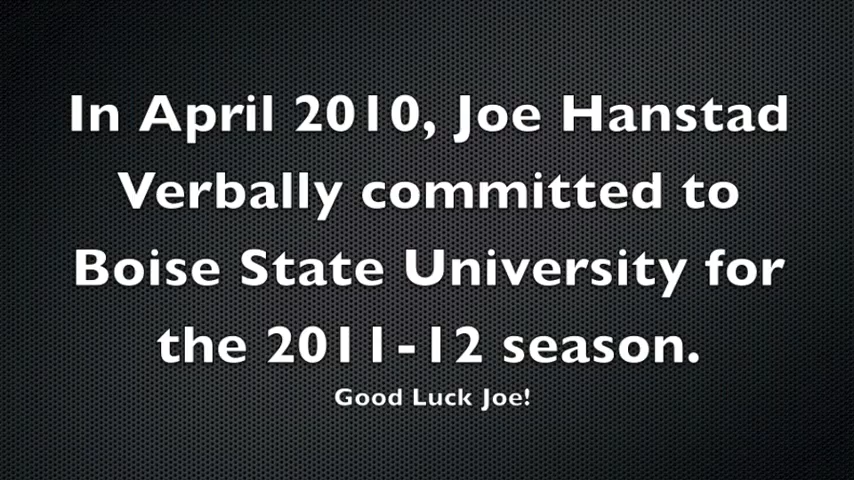 In April 2010, Joe Hanstad
Verbally committed to
Boise State University for
the 2011-12 season.
Good Luck Joe!